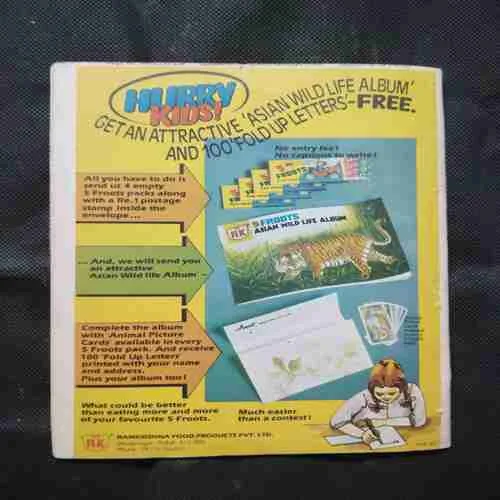 HURRY
KIDS!
GET AN ATTRACTIVE 'ASIAN WILD LIFE ALBUM'
AND 100 'FOLD UP LETTERS'-FREE.
No entry fee!
No captions to write!
All you have to do is
send us 4 empty
5 Froots packs along
with a Re.1 postage
stamp inside the
envelope...
5 FROOTS
ASIAN WILD LIFE ALBUM
RK
... And, we will send you
an attractive
Asian Wild life Album -
Complete the album
with 'Animal Picture
Cards' available in every
5 Froots pack. And receive
100 'Fold Up Letters'
printed with your name
and address.
Plus your album too!
What could be better
than eating more and more
of your favourite 5-Froots.
Much easier
than a contest!
RK
RAMKRISHNA FOOD PRODUCTS PVT. LTD.